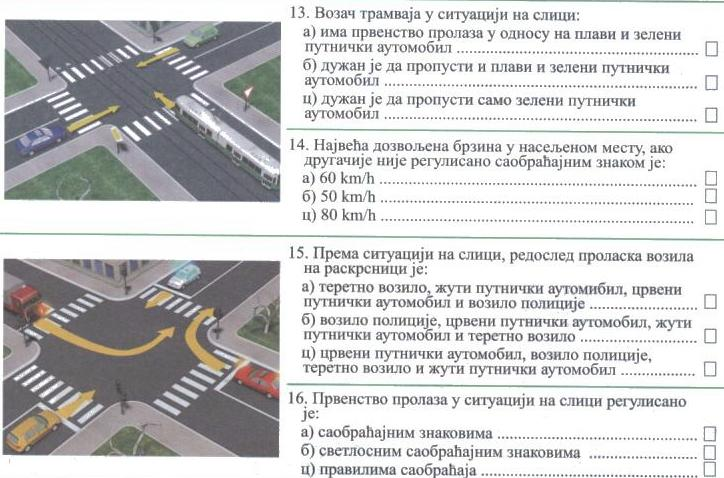 13. Возач трамваја у ситуацији на слици:
а) има првенство пролаза у односу на плави и зелени
путнички аутомобил
б) дужан је да пропусти и плави и зелени путнички
аутомобил
ц) дужан је да пропусти само зелени путнички
аутомобил
14. Највећа дозвољена брзина у насељеном месту, ако
другачије није регулисано саобраћајним знаком је:
а) 60 km/h
б) 50 km/h
ц) 80 km/h
15. Према ситуацији на слици, редослед проласка возила
на раскрсници је:
а) теретно возило, жути путнички аутомибил, црвени
путнички аутомобил и возило полиције
б) возило полиције, црвени путнички аутомобил, жути
путнички аутомобил и теретно возило
ц) црвени путнички аутомобил, возило полиције,
теретно возило и жути путнички аутомобил
16. Првенство пролаза у ситуацији на слици регулисано
је:
а) саобраћајним знаковима
б) светлосним саобраћајним знаковима
ц) правилима саобраћаја